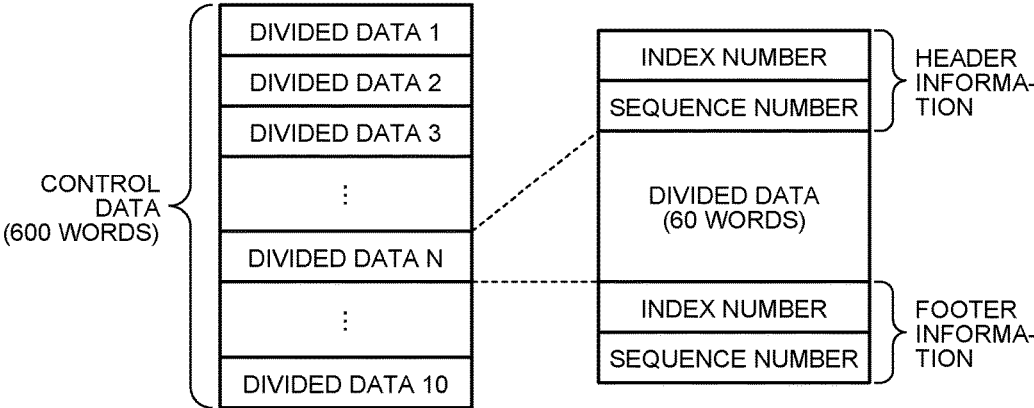 CONTROL
DATA
(600 WORDS)
DIVIDED DATA 1
DIVIDED DATA 2
DIVIDED DATA 3
⋮
DIVIDED DATA N
⋮
DIVIDED DATA 10
INDEX NUMBER
SEQUENCE NUMBER
DIVIDED DATA
(60 WORDS)
INDEX NUMBER
SEQUENCE NUMBER
HEADER
INFORMA-
TION
FOOTER
INFORMA-
TION